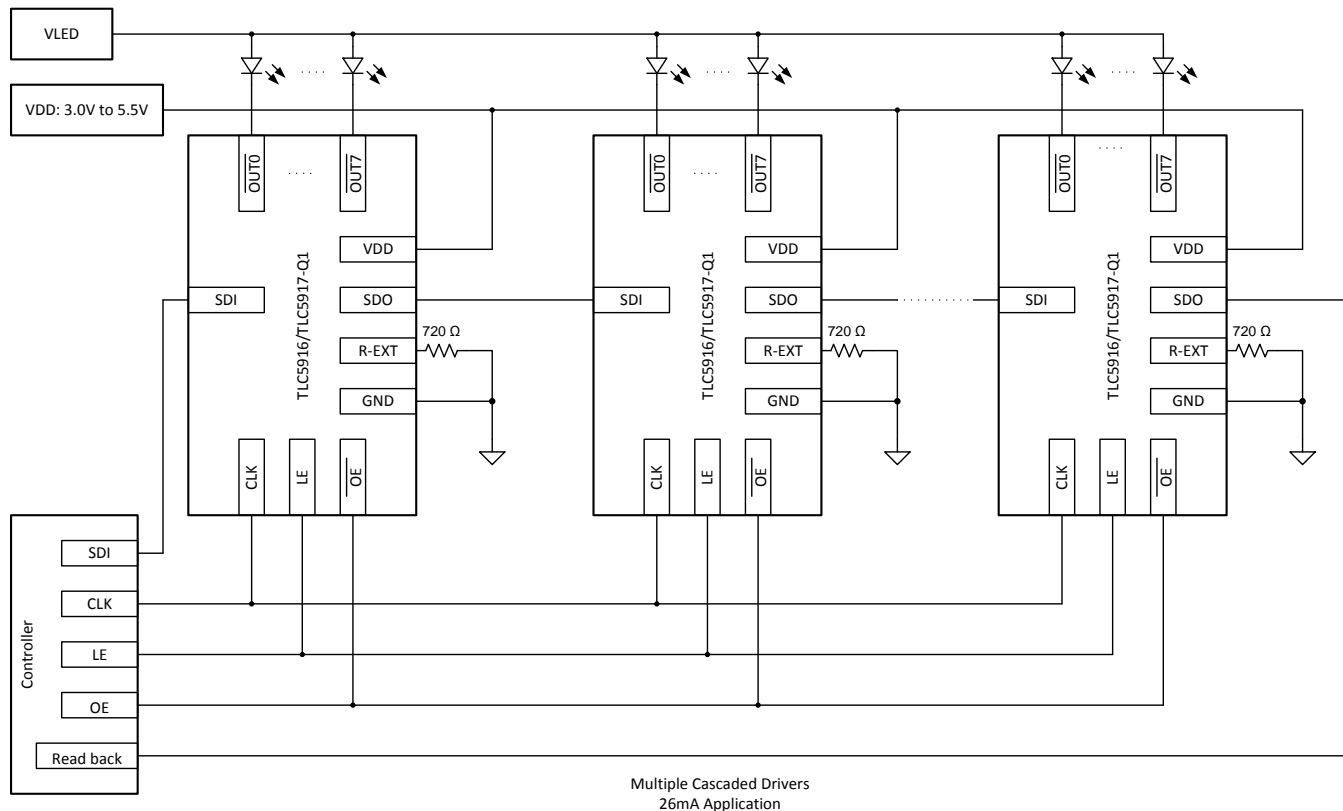 VLED
VDD: 3.0V to 5.5V
OUT0
OUT7
VDD
SDI
SDO
R-EXT
GND
CLK
LE
OE
TLC5916/TLC5917-Q1
720 Ω
OUT0
OUT7
VDD
SDI
SDO
R-EXT
GND
CLK
LE
OE
TLC5916/TLC5917-Q1
720 Ω
OUT0
OUT7
VDD
SDI
SDO
R-EXT
GND
CLK
LE
OE
TLC5916/TLC5917-Q1
720 Ω
Controller
SDI
CLK
LE
OE
Read back
Multiple Cascaded Drivers
26mA Application